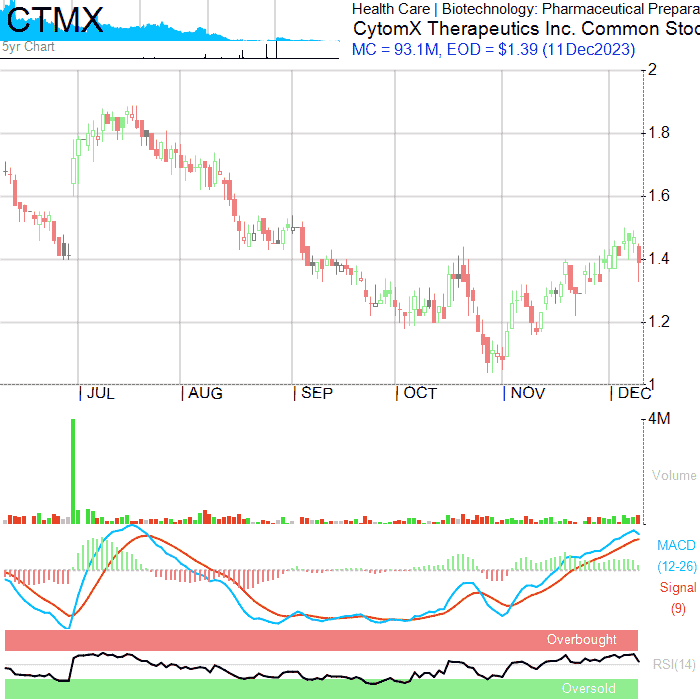 CTMX
5yr Chart
Health Care | Biotechnology: Pharmaceutical Prepara
CytomX Therapeutics Inc. Common Stoc
MC = 93.1M, EOD = $1.39 (11Dec2023)
2
1.8
1.6
1.4
1.2
1
| JUL | AUG | SEP | OCT | NOV | DEC
4M
Volume
MACD
(12-26)
Signal
(9)
Overbought
RSI(14)
Oversold